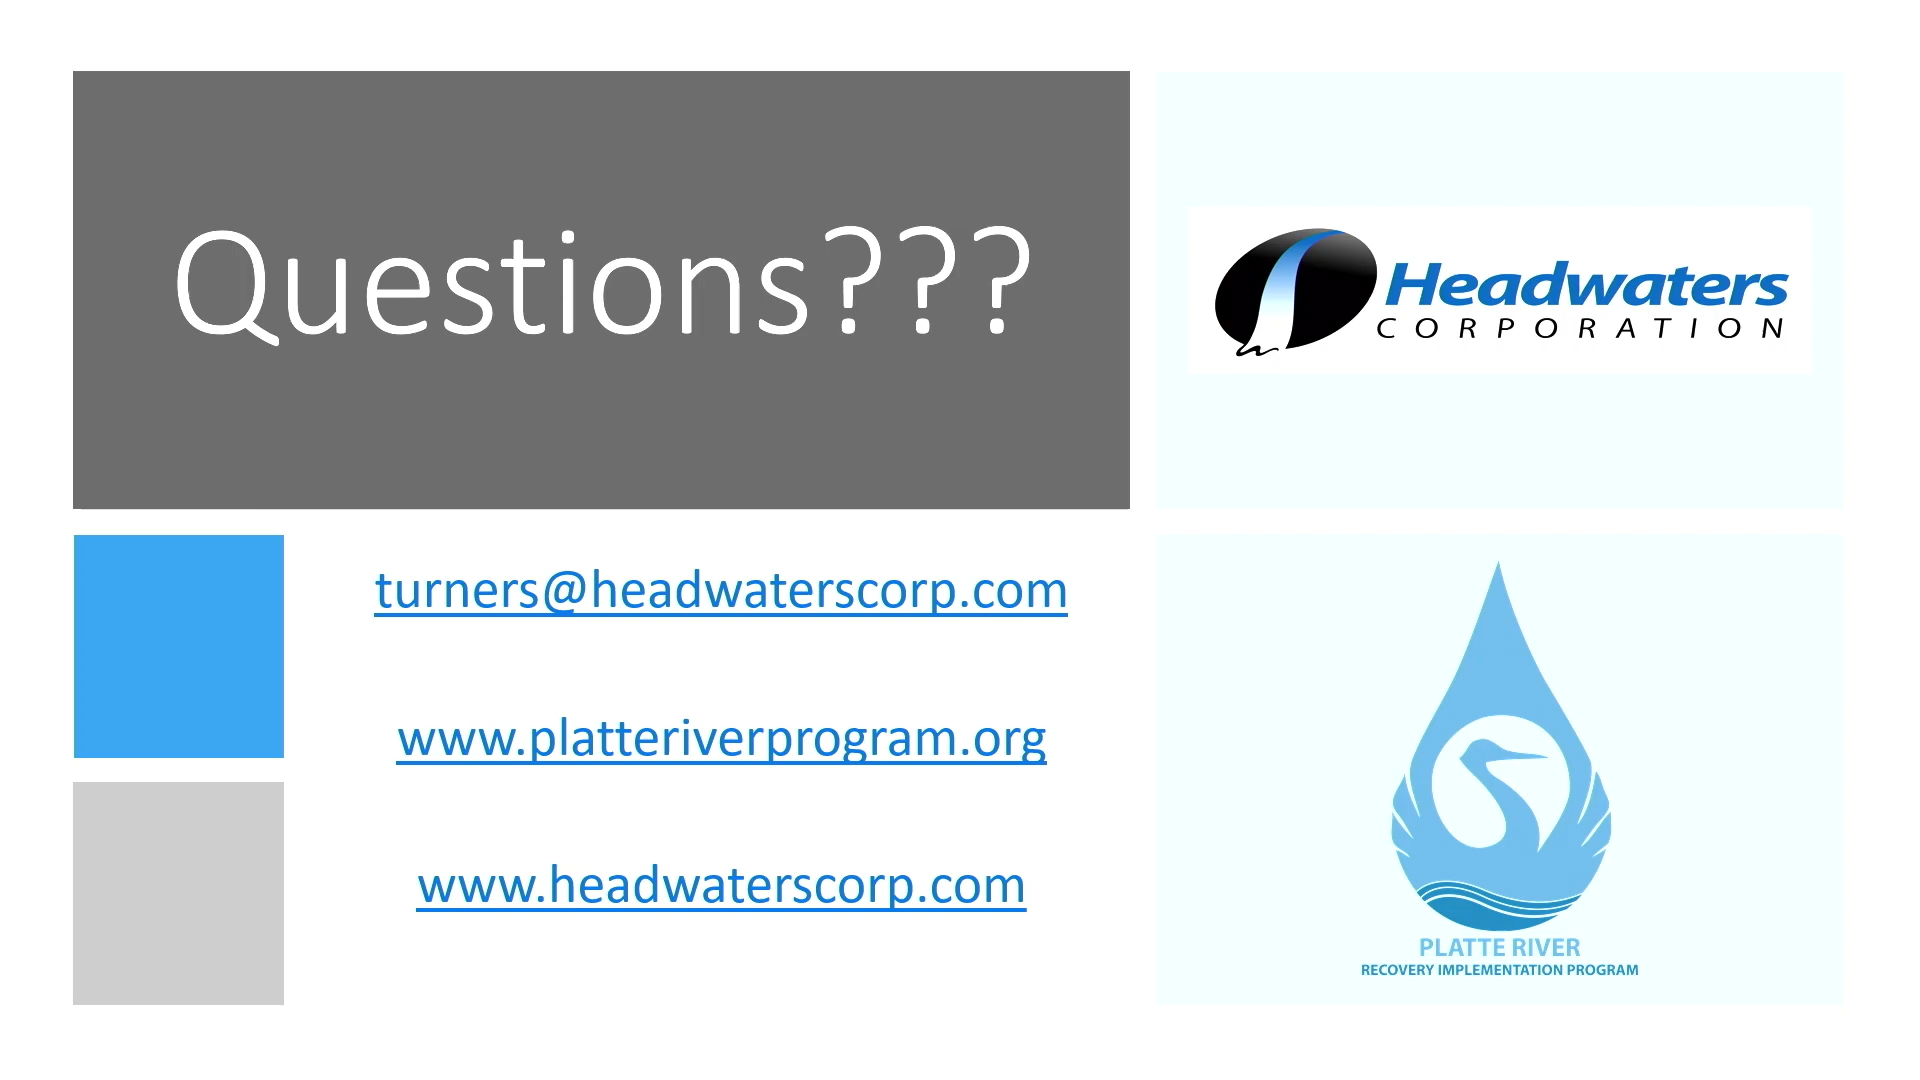 Questions???
Headwaters
CORPORATION
turners@headwaterscorp.com
www.platteriverprogram.org
www.headwaterscorp.com
PLATTE RIVER
RECOVERY IMPLEMENTATION PROGRAM